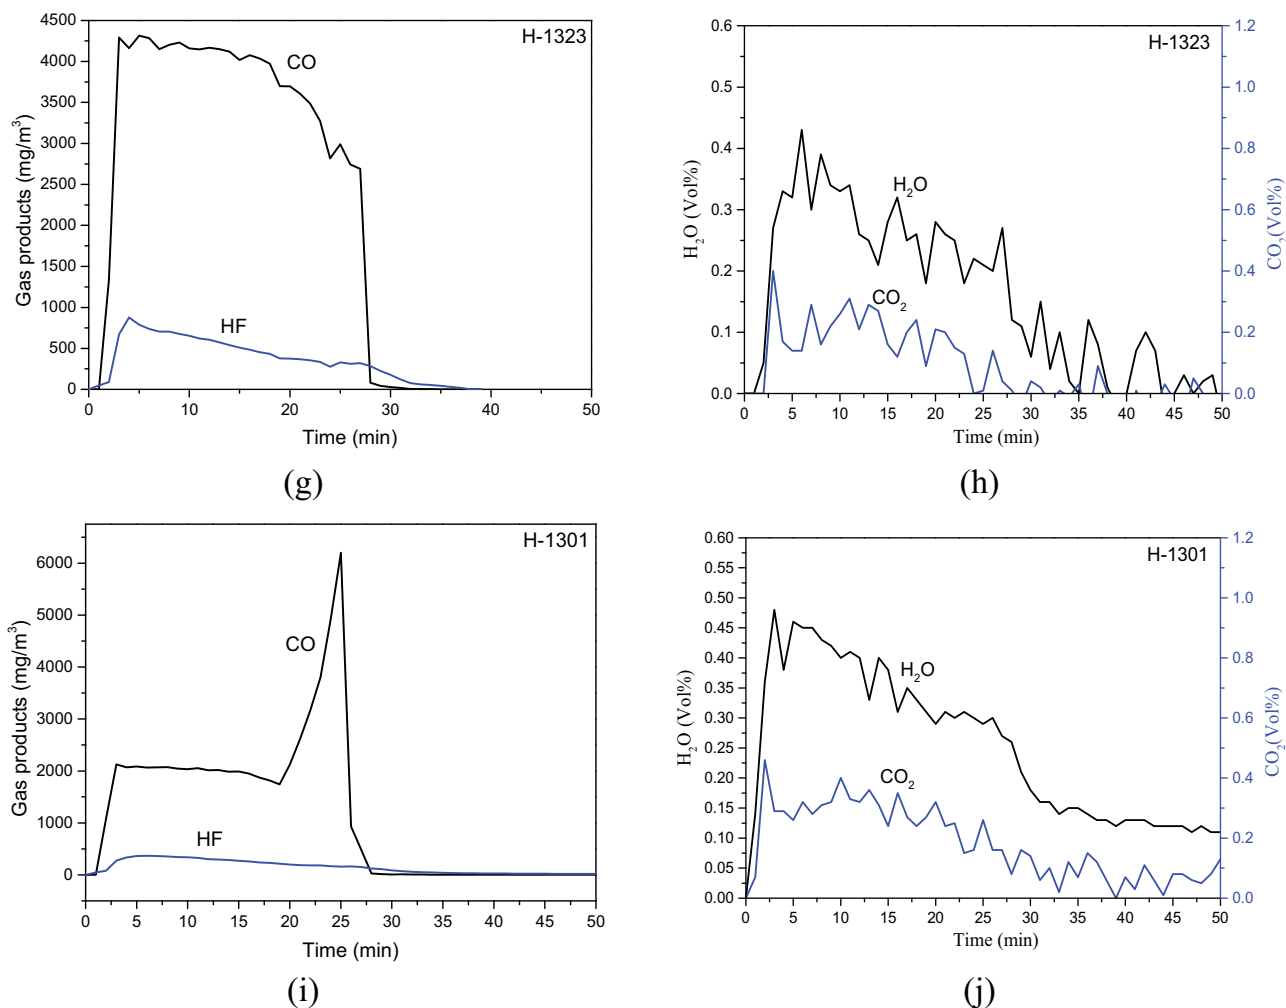 H-1323
CO
HF
Gas products (mg/m³)
4500
4000
3500
3000
2500
2000
1500
1000
500
0
0 10 20 30 40 50
Time (min)
(g)
H-1323
H₂O
CO₂
H₂O (Vol%)
0.6
0.5
0.4
0.3
0.2
0.1
0.0
CO₂(Vol%)
1.2
1.0
0.8
0.6
0.4
0.2
0.0
0 5 10 15 20 25 30 35 40 45 50
Time (min)
(h)
H-1301
CO
HF
Gas products (mg/m³)
6000
5000
4000
3000
2000
1000
0
0 5 10 15 20 25 30 35 40 45 50
Time (min)
(i)
H-1301
H₂O
CO₂
H₂O (Vol%)
0.60
0.55
0.50
0.45
0.40
0.35
0.30
0.25
0.20
0.15
0.10
0.05
0.00
CO₂(Vol%)
1.2
1.0
0.8
0.6
0.4
0.2
0.0
0 5 10 15 20 25 30 35 40 45 50
Time (min)
(j)